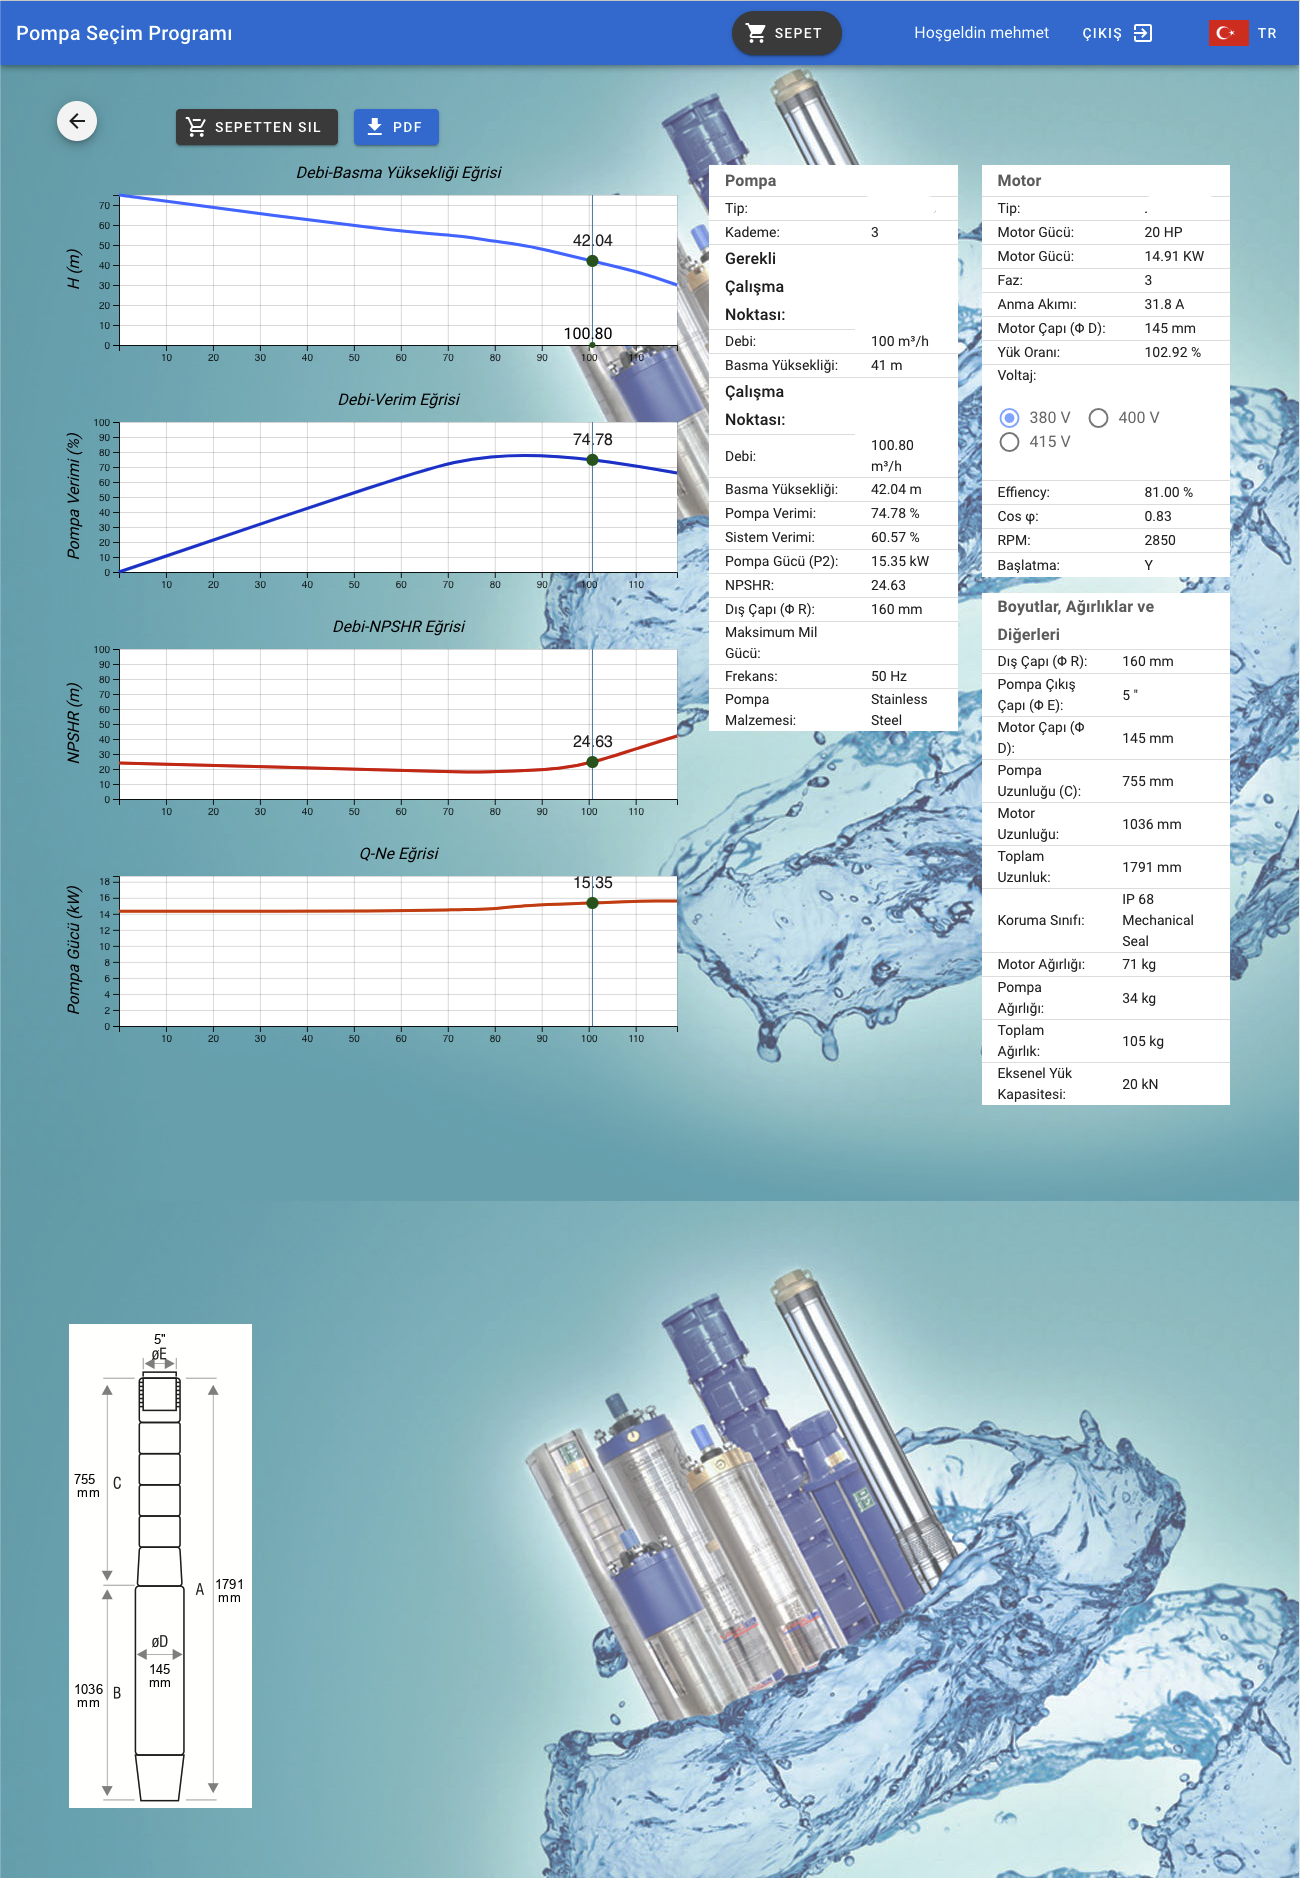 Pompa Seçim Programı
SEPET
Hoşgeldin mehmet
ÇIKIŞ
TR
SEPETTEN SIL
PDF
Debi-Basma Yüksekliği Eğrisi
H (m)
70
60
50
40
30
20
10
0
42.04
100.80
10 20 30 40 50 60 70 80 90 100 110
Debi-Verim Eğrisi
Pompa Verimi (%)
100
90
80
70
60
50
40
30
20
10
0
74.78
10 20 30 40 50 60 70 80 90 100 110
Debi-NPSHR Eğrisi
NPSHR (m)
100
90
80
70
60
50
40
30
20
10
0
24.63
10 20 30 40 50 60 70 80 90 100 110
Q-Ne Eğrisi
Pompa Gücü (kW)
18
16
14
12
10
8
6
4
2
0
15.35
10 20 30 40 50 60 70 80 90 100 110
Pompa
Tip:
Kademe: 3
Gerekli
Çalışma
Noktası:
Debi: 100 m³/h
Basma Yüksekliği: 41 m
Çalışma
Noktası:
Debi: 100.80
m³/h
Basma Yüksekliği: 42.04 m
Pompa Verimi: 74.78 %
Sistem Verimi: 60.57 %
Pompa Gücü (P2): 15.35 kW
NPSHR: 24.63
Dış Çapı (Φ R): 160 mm
Maksimum Mil
Gücü:
Frekans: 50 Hz
Pompa Stainless
Malzemesi: Steel
Motor
Tip:
Motor Gücü: 20 HP
Motor Gücü: 14.91 KW
Faz: 3
Anma Akımı: 31.8 A
Motor Çapı (Φ D): 145 mm
Yük Oranı: 102.92 %
Voltaj:
380 V 400 V
415 V
Effiency: 81.00 %
Cos φ: 0.83
RPM: 2850
Başlatma: Y
Boyutlar, Ağırlıklar ve
Diğerleri
Dış Çapı (Φ R): 160 mm
Pompa Çıkış
Çapı (Φ E): 5 "
Motor Çapı (Φ
D): 145 mm
Pompa
Uzunluğu (C): 755 mm
Motor
Uzunluğu: 1036 mm
Toplam
Uzunluk: 1791 mm
Koruma Sınıfı: IP 68
Mechanical
Seal
Motor Ağırlığı: 71 kg
Pompa
Ağırlığı: 34 kg
Toplam
Ağırlık: 105 kg
Eksenel Yük
Kapasitesi: 20 kN
5"
øE
755
mm
C
A
1791
mm
øD
145
mm
1036
mm
B